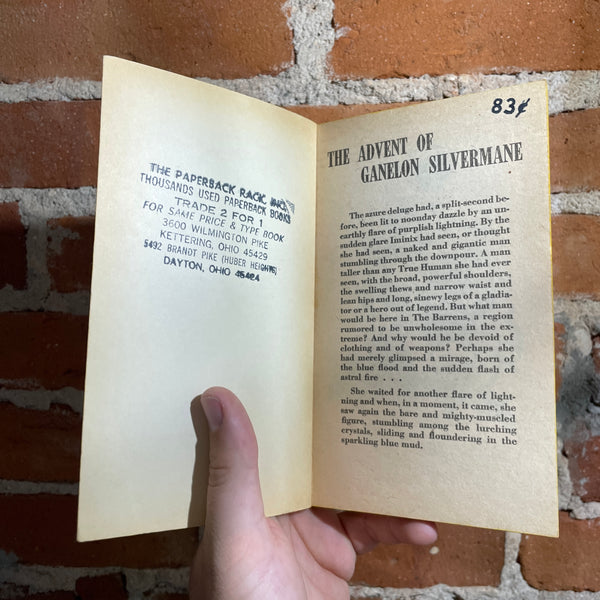 THE PAPERBACK RACK, INC.
THOUSANDS USED PAPERBACK BOOKS
TRADE 2 FOR 1
FOR SAME PRICE & TYPE BOOK
3600 WILMINGTON PIKE
KETTERING, OHIO 45429
5492 BRANDT PIKE (HUBER HEIGHTS)
DAYTON, OHIO 45424
83¢
THE ADVENT OF
GANELON SILVERMANE
The azure deluge had, a split-second be-
fore, been lit to noonday dazzle by an un-
earthly flare of purplish lightning. By the
sudden glare Iminix had seen, or thought
she had seen, a naked and gigantic man
stumbling through the downpour. A man
taller than any True Human she had ever
seen, with the broad, powerful shoulders,
the swelling thews and narrow waist and
lean hips and long, sinewy legs of a gladia-
tor or a hero out of legend. But what man
would be here in The Barrens, a region
rumored to be unwholesome in the ex-
treme? And why would he be devoid of
clothing and of weapons? Perhaps she
had merely glimpsed a mirage, born of
the blue flood and the sudden flash of
astral fire . . .
She waited for another flare of light-
ning and when, in a moment, it came, she
saw again the bare and mighty-muscled
figure, stumbling among the lurching
crystals, sliding and floundering in the
sparkling blue mud.